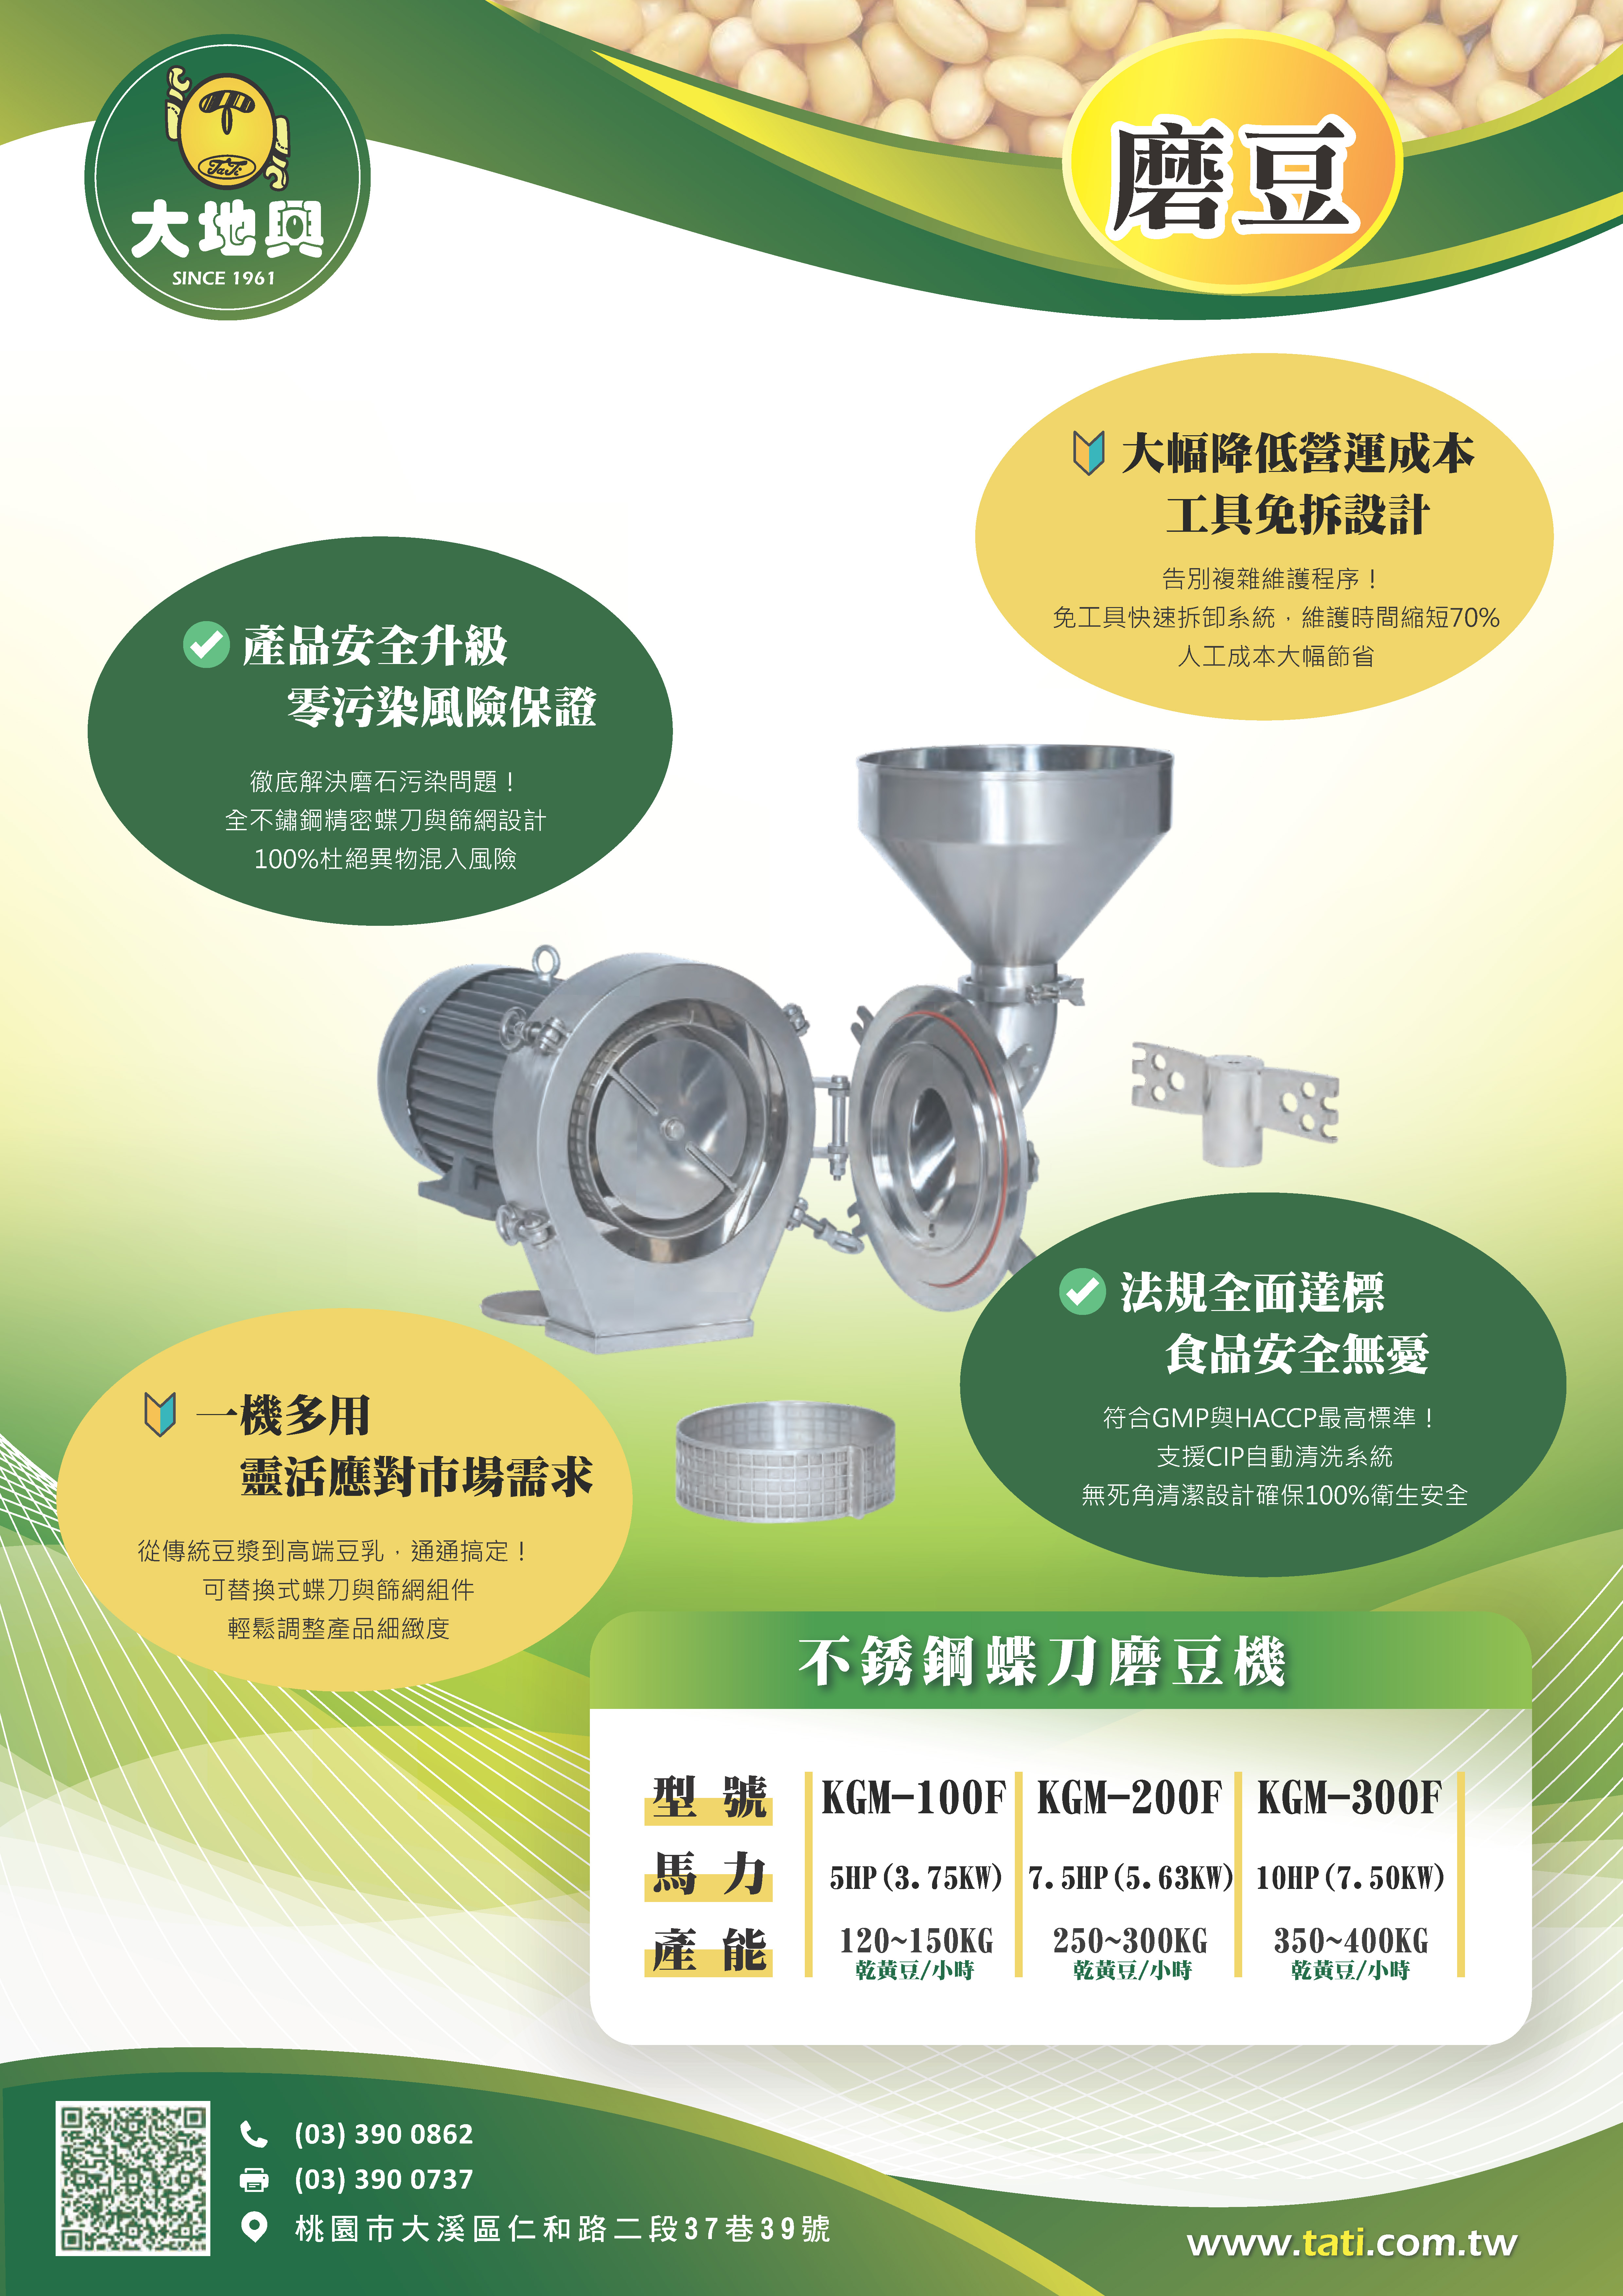 TaTi
大地興
SINCE 1961
磨豆
大幅降低營運成本
工具免拆設計
告別複雜維護程序！
免工具快速拆卸系統，維護時間縮短70%
人工成本大幅節省
產品安全升級
零污染風險保證
徹底解決磨石污染問題！
全不鏽鋼精密蝶刀與篩網設計
100%杜絕異物混入風險
法規全面達標
食品安全無憂
符合GMP與HACCP最高標準！
支援CIP自動清洗系統
無死角清潔設計確保100%衛生安全
一機多用
靈活應對市場需求
從傳統豆漿到高端豆乳，通通搞定！
可替換式蝶刀與篩網組件
輕鬆調整產品細緻度
不銹鋼蝶刀磨豆機
型號 KGM-100F KGM-200F KGM-300F
馬力 5HP(3.75KW) 7.5HP(5.63KW) 10HP(7.50KW)
產能 120~150KG 250~300KG 350~400KG
乾黃豆/小時 乾黃豆/小時 乾黃豆/小時
(03) 390 0862
(03) 390 0737
桃園市大溪區仁和路二段37巷39號
www.tati.com.tw